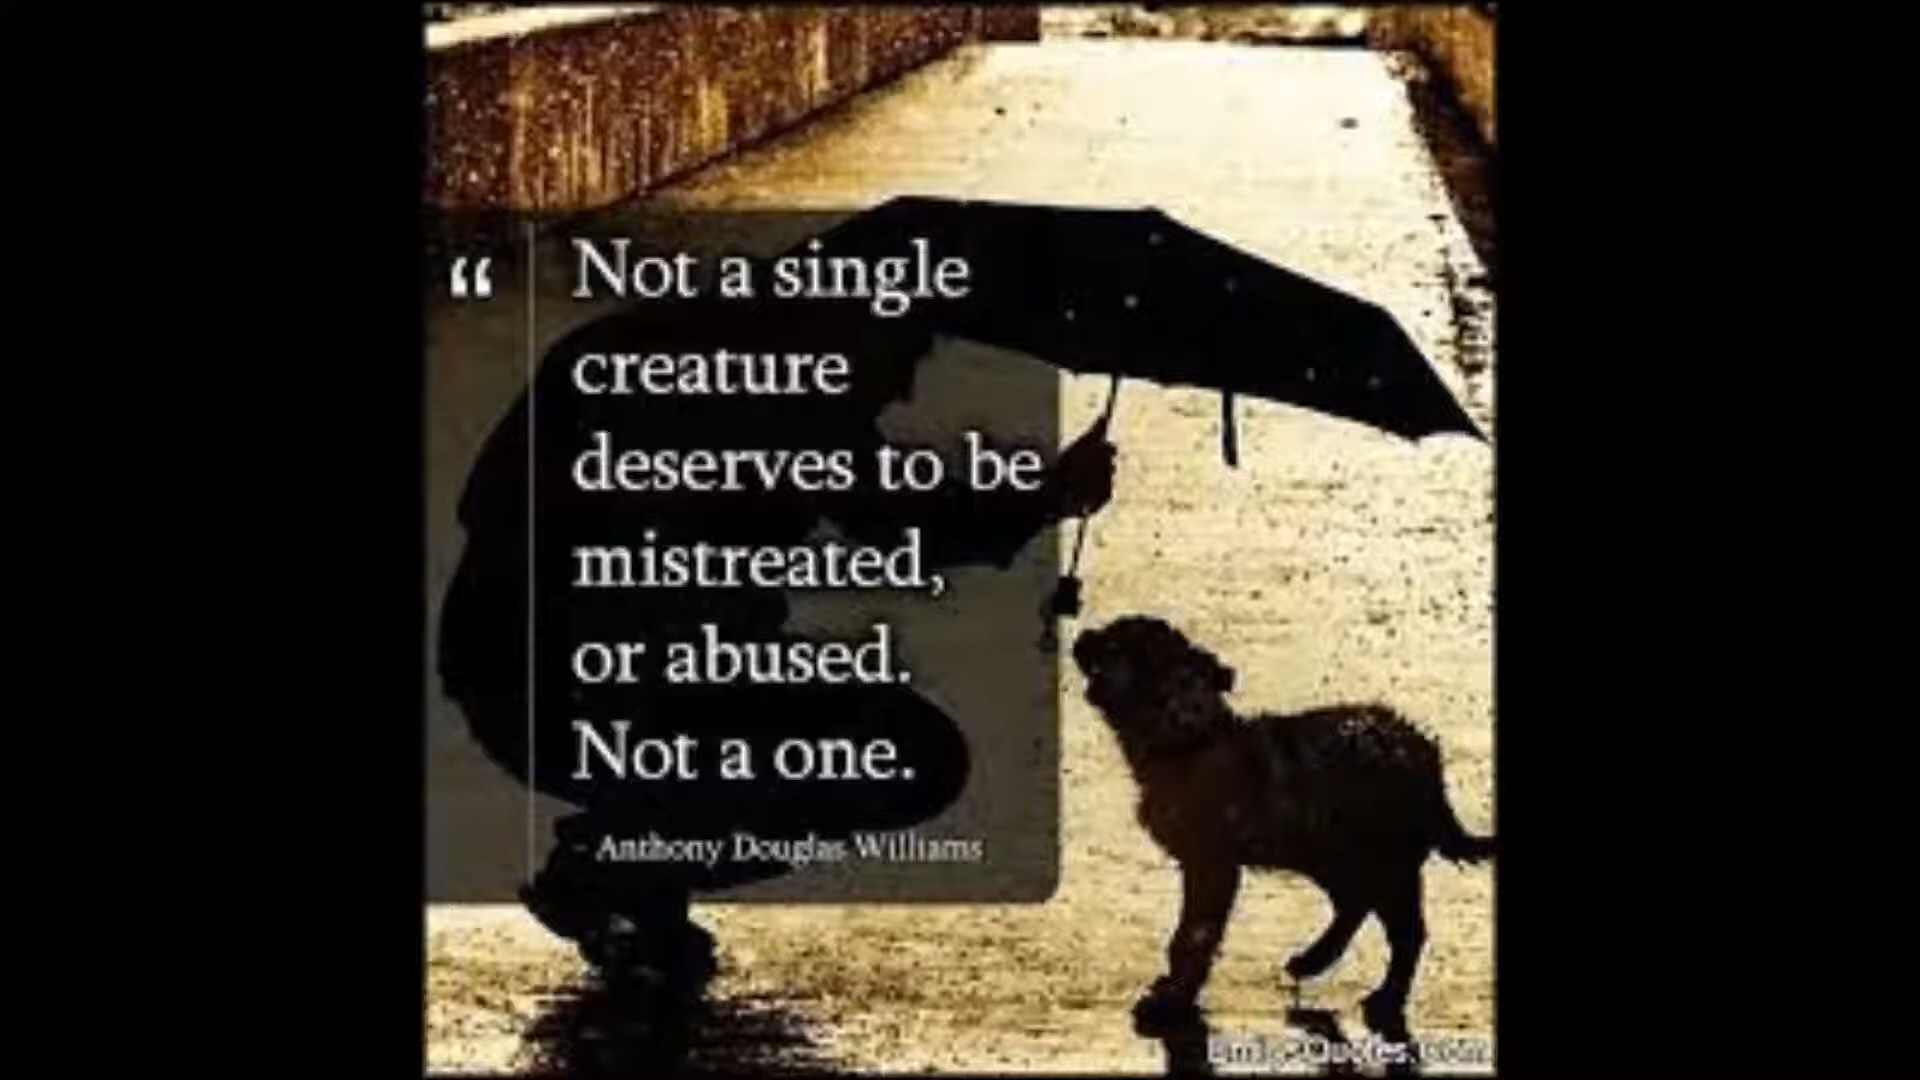 “ Not a single
creature
deserves to be
mistreated,
or abused.
Not a one.
- Anthony Douglas Williams